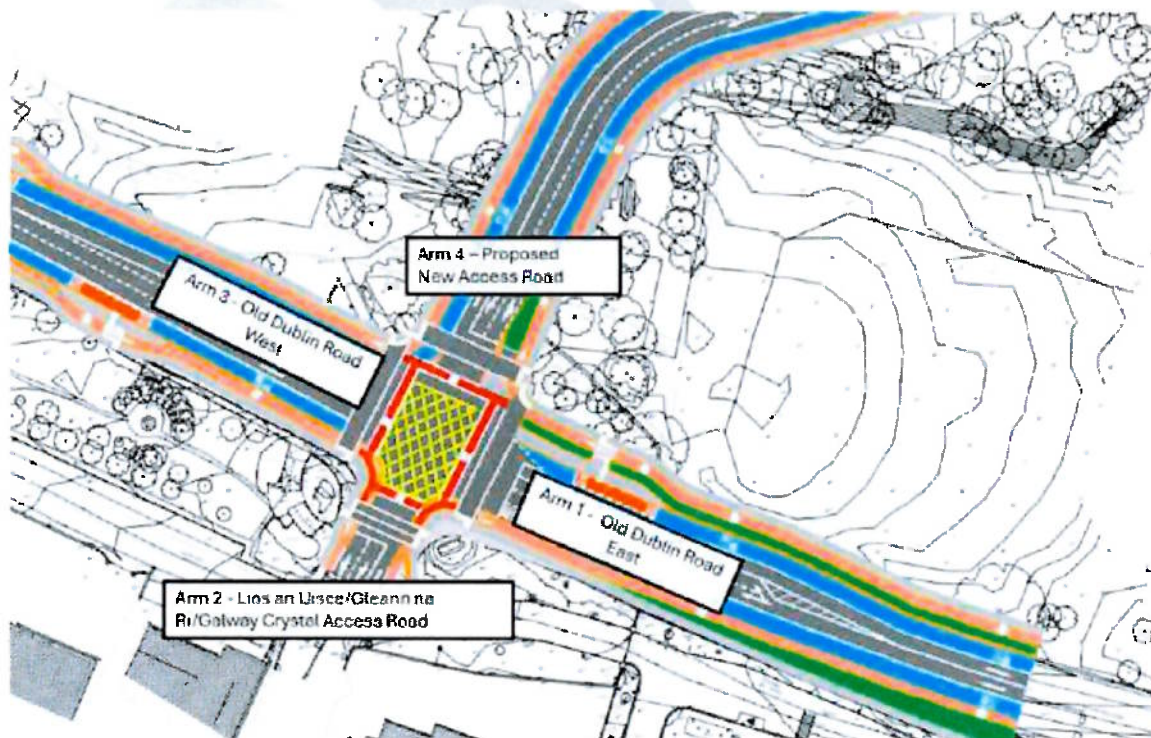 Arm 4 – Proposed
New Access Road
Arm 3 - Old Dublin Road
West
Arm 1 - Old Dublin Road
East
Arm 2 - Lios an Uisce/Gleann na
Ri/Galway Crystal Access Road